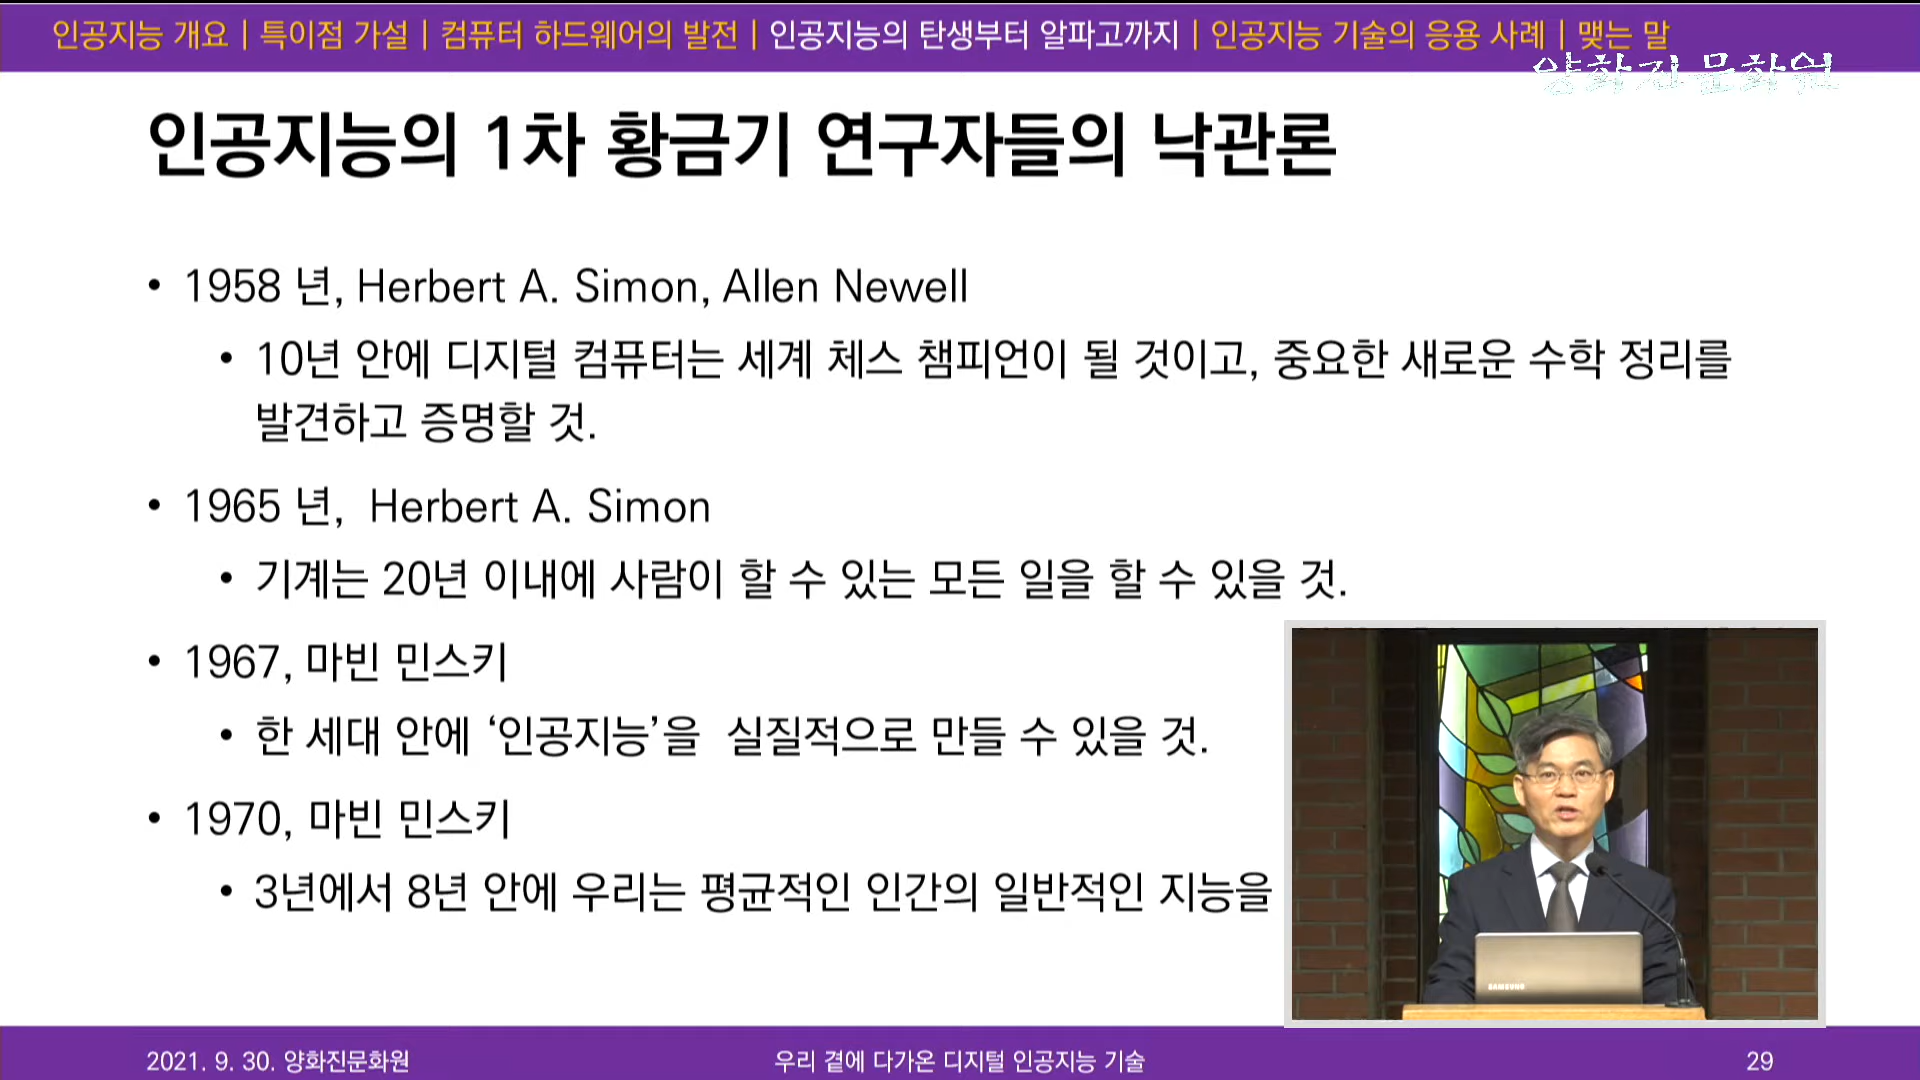 인공지능 개요 | 특이점 가설 | 컴퓨터 하드웨어의 발전 | 인공지능의 탄생부터 알파고까지 | 인공지능 기술의 응용 사례 | 맺는 말
양화진문화원
인공지능의 1차 황금기 연구자들의 낙관론
• 1958 년, Herbert A. Simon, Allen Newell
• 10년 안에 디지털 컴퓨터는 세계 체스 챔피언이 될 것이고, 중요한 새로운 수학 정리를
발견하고 증명할 것.
• 1965 년, Herbert A. Simon
• 기계는 20년 이내에 사람이 할 수 있는 모든 일을 할 수 있을 것.
• 1967, 마빈 민스키
• 한 세대 안에 ‘인공지능’을 실질적으로 만들 수 있을 것.
• 1970, 마빈 민스키
• 3년에서 8년 안에 우리는 평균적인 인간의 일반적인 지능을
SAMSUNG
2021. 9. 30. 양화진문화원
우리 곁에 다가온 디지털 인공지능 기술
29